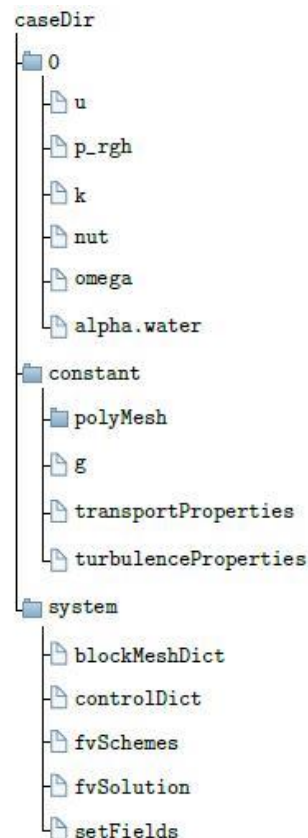 caseDir
0
u
p_rgh
k
nut
omega
alpha.water
constant
polyMesh
g
transportProperties
turbulenceProperties
system
blockMeshDict
controlDict
fvSchemes
fvSolution
setFields